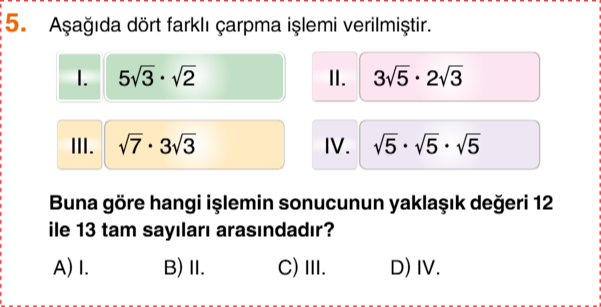 5. Aşağıda dört farklı çarpma işlemi verilmiştir.
I. 5√3 · √2
II. 3√5 · 2√3
III. √7 · 3√3
IV. √5 · √5 · √5
Buna göre hangi işlemin sonucunun yaklaşık değeri 12
ile 13 tam sayıları arasındadır?
A) I. B) II. C) III. D) IV.